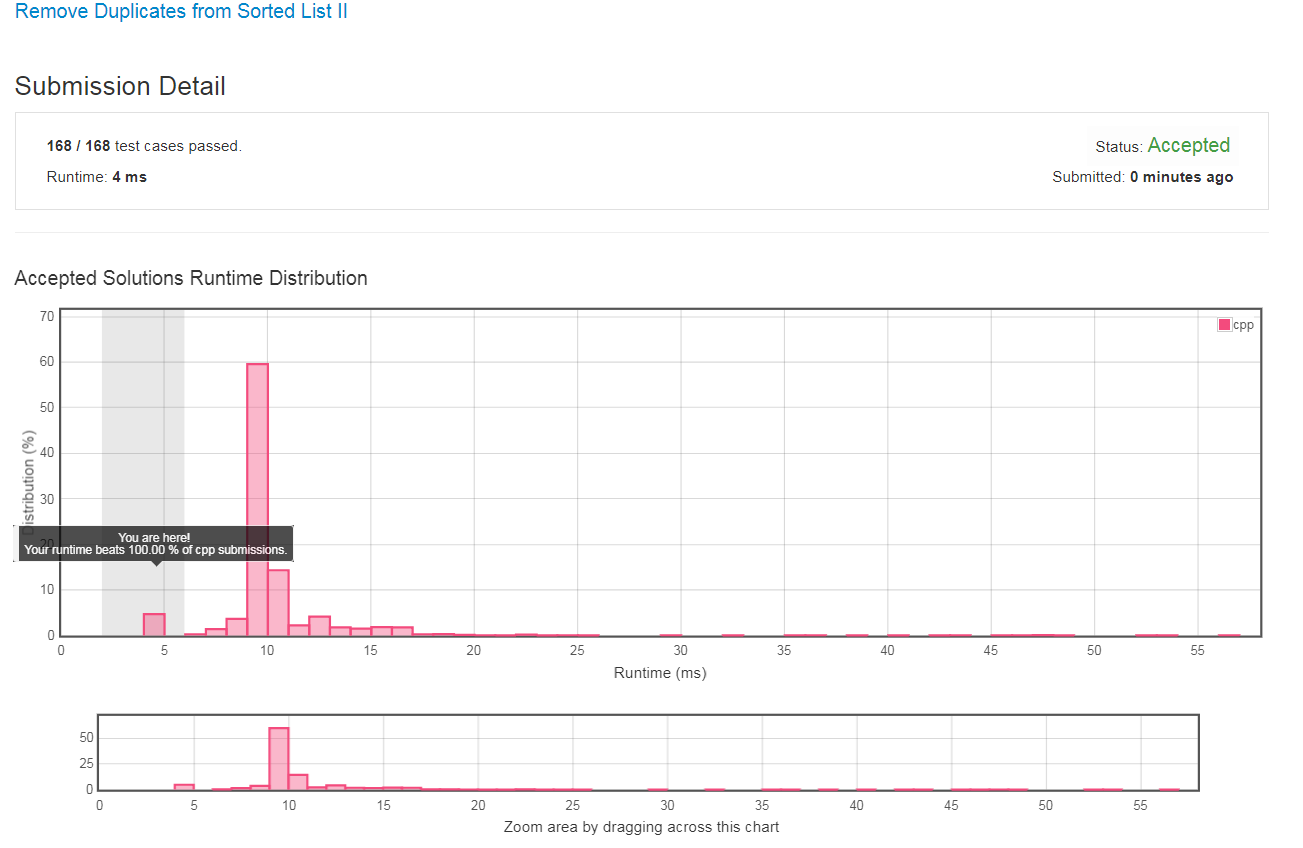 Remove Duplicates from Sorted List II
Submission Detail
168 / 168 test cases passed.
Status: Accepted
Runtime: 4 ms
Submitted: 0 minutes ago
Accepted Solutions Runtime Distribution
cpp
70
60
50
40
30
20
10
0
Distribution (%)
You are here!
Your runtime beats 100.00 % of cpp submissions.
0 5 10 15 20 25 30 35 40 45 50 55
Runtime (ms)
50
25
0
0 5 10 15 20 25 30 35 40 45 50 55
Zoom area by dragging across this chart